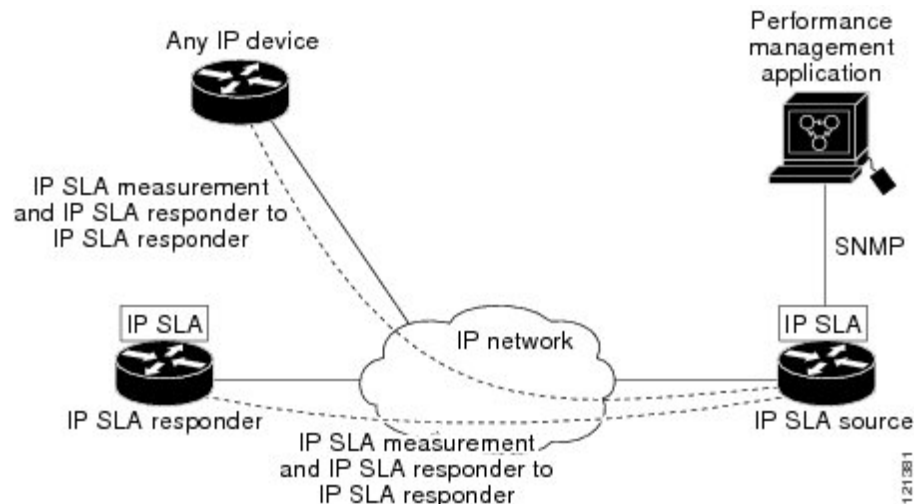 Any IP device
Performance
management
application
IP SLA measurement
and IP SLA responder to
IP SLA responder
SNMP
IP SLA
IP network
IP SLA
IP SLA responder
IP SLA source
IP SLA measurement
and IP SLA responder to
IP SLA responder
121381